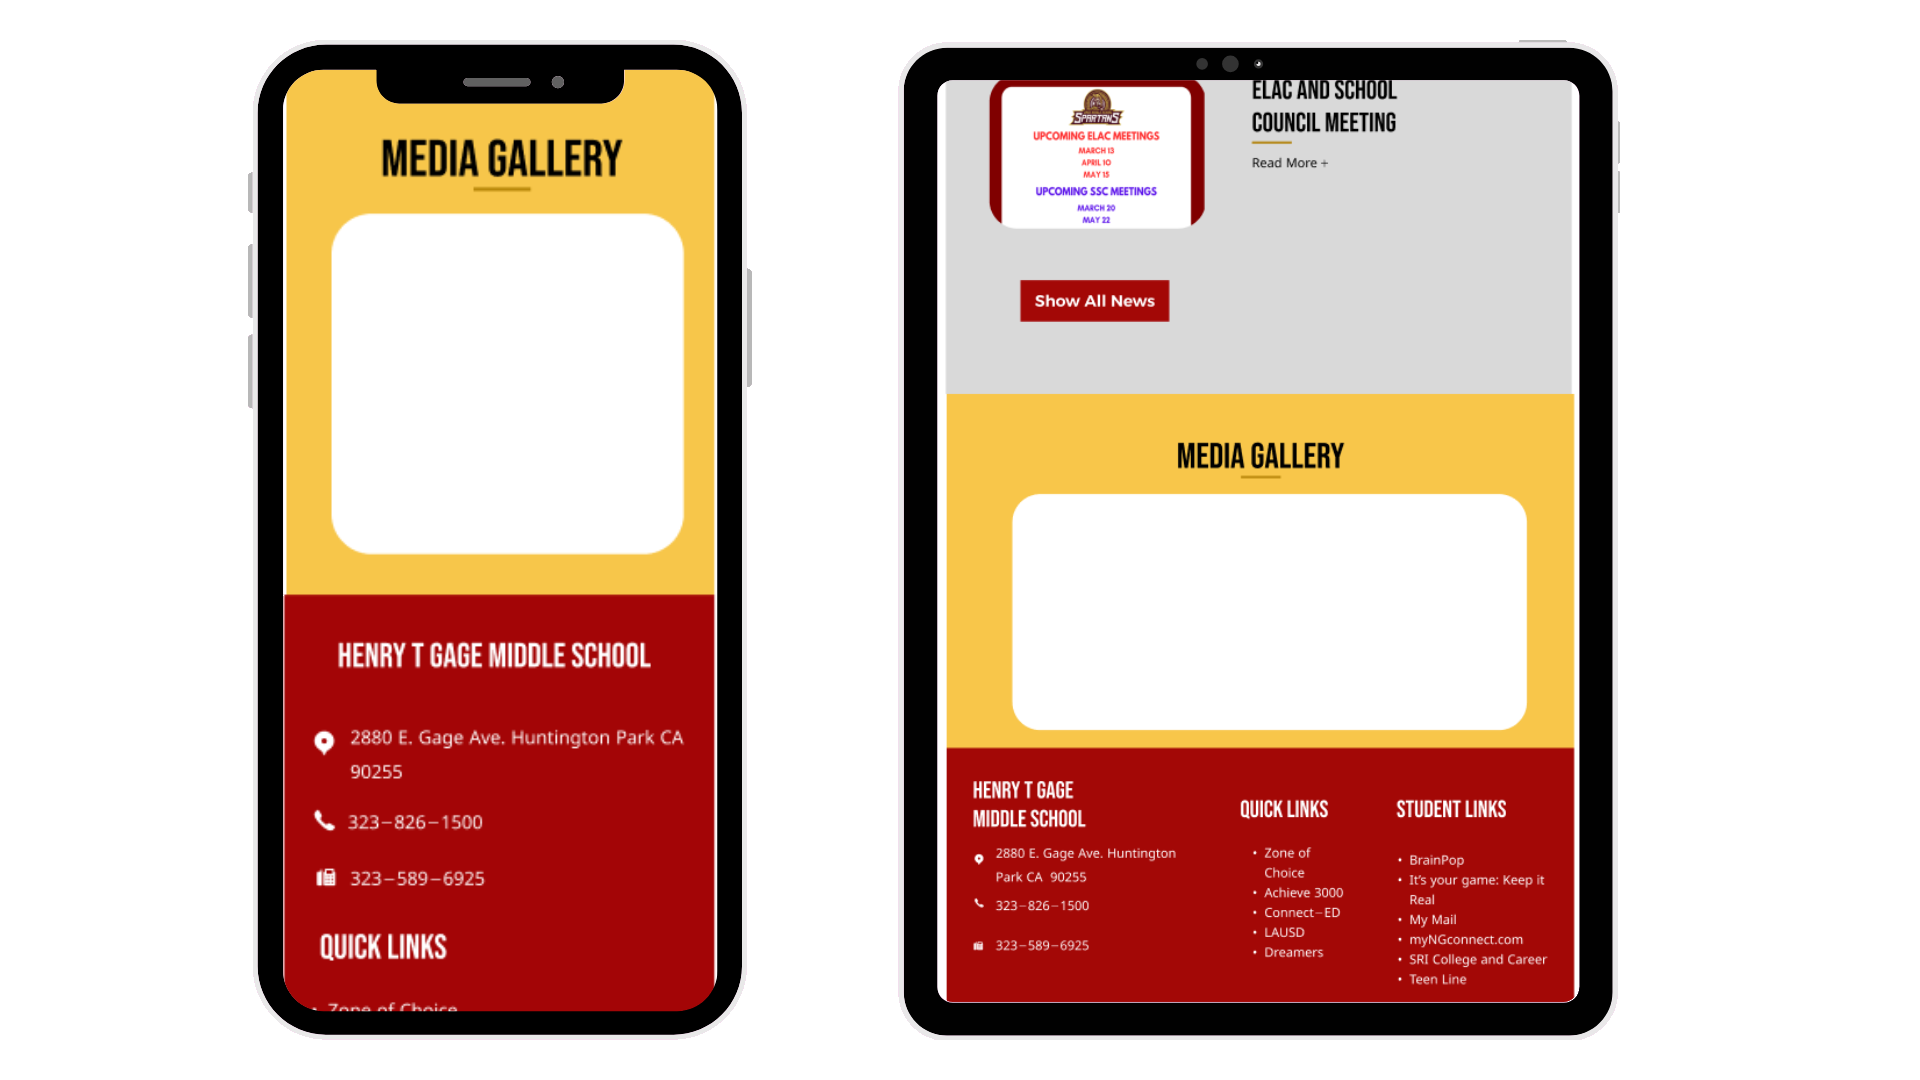 MEDIA GALLERY
HENRY T GAGE MIDDLE SCHOOL
2880 E. Gage Ave. Huntington Park CA
90255
323-826-1500
323-589-6925
QUICK LINKS
Zone of Choice
SPARTANS
UPCOMING ELAC MEETINGS
MARCH 13
APRIL 10
MAY 15
UPCOMING SSC MEETINGS
MARCH 20
MAY 22
ELAC AND SCHOOL
COUNCIL MEETING
Read More +
Show All News
MEDIA GALLERY
HENRY T GAGE
MIDDLE SCHOOL
2880 E. Gage Ave. Huntington
Park CA 90255
323-826-1500
323-589-6925
QUICK LINKS
• Zone of
Choice
• Achieve 3000
• Connect-ED
• LAUSD
• Dreamers
STUDENT LINKS
• BrainPop
• It's your game: Keep it
Real
• My Mail
• myNGconnect.com
• SRI College and Career
• Teen Line